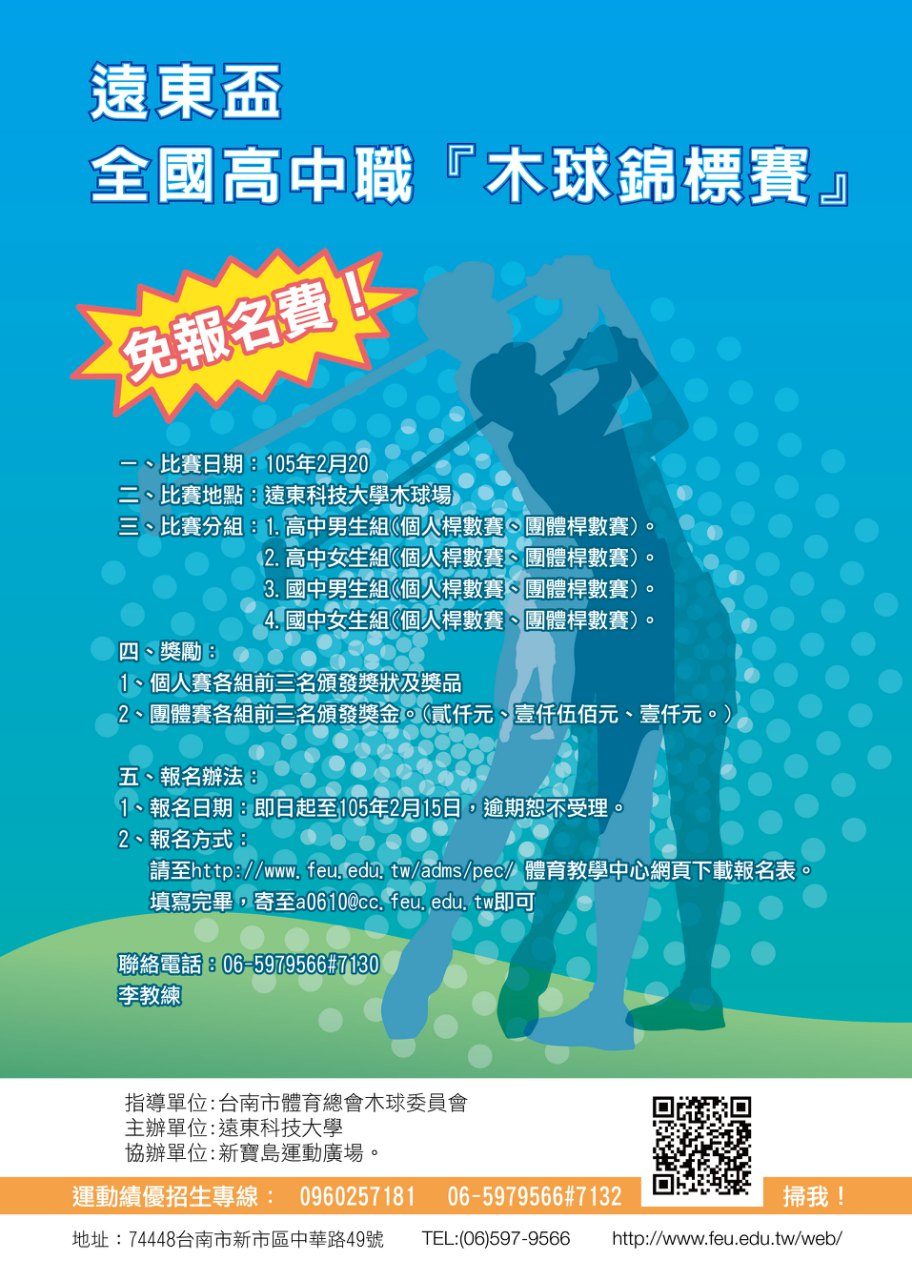 遠東盃
全國高中職『木球錦標賽』
免報名費！
一、比賽日期：105年2月20
二、比賽地點：遠東科技大學木球場
三、比賽分組：1.高中男生組(個人桿數賽、團體桿數賽)。
2.高中女生組(個人桿數賽、團體桿數賽)。
3.國中男生組(個人桿數賽、團體桿數賽)。
4.國中女生組(個人桿數賽、團體桿數賽)。
四、獎勵：
1、個人賽各組前三名頒發獎狀及獎品
2、團體賽各組前三名頒發獎金。(貳仟元、壹仟伍佰元、壹仟元。)
五、報名辦法：
1、報名日期：即日起至105年2月15日，逾期恕不受理。
2、報名方式：
請至http://www.feu.edu.tw/adms/pec/ 體育教學中心網頁下載報名表。
填寫完畢，寄至a0610@cc.feu.edu.tw即可
聯絡電話：06-5979566#7130
李教練
指導單位:台南市體育總會木球委員會
主辦單位:遠東科技大學
協辦單位:新寶島運動廣場。
運動績優招生專線： 0960257181 06-5979566#7132 掃我！
地址：74448台南市新市區中華路49號 TEL:(06)597-9566 http://www.feu.edu.tw/web/